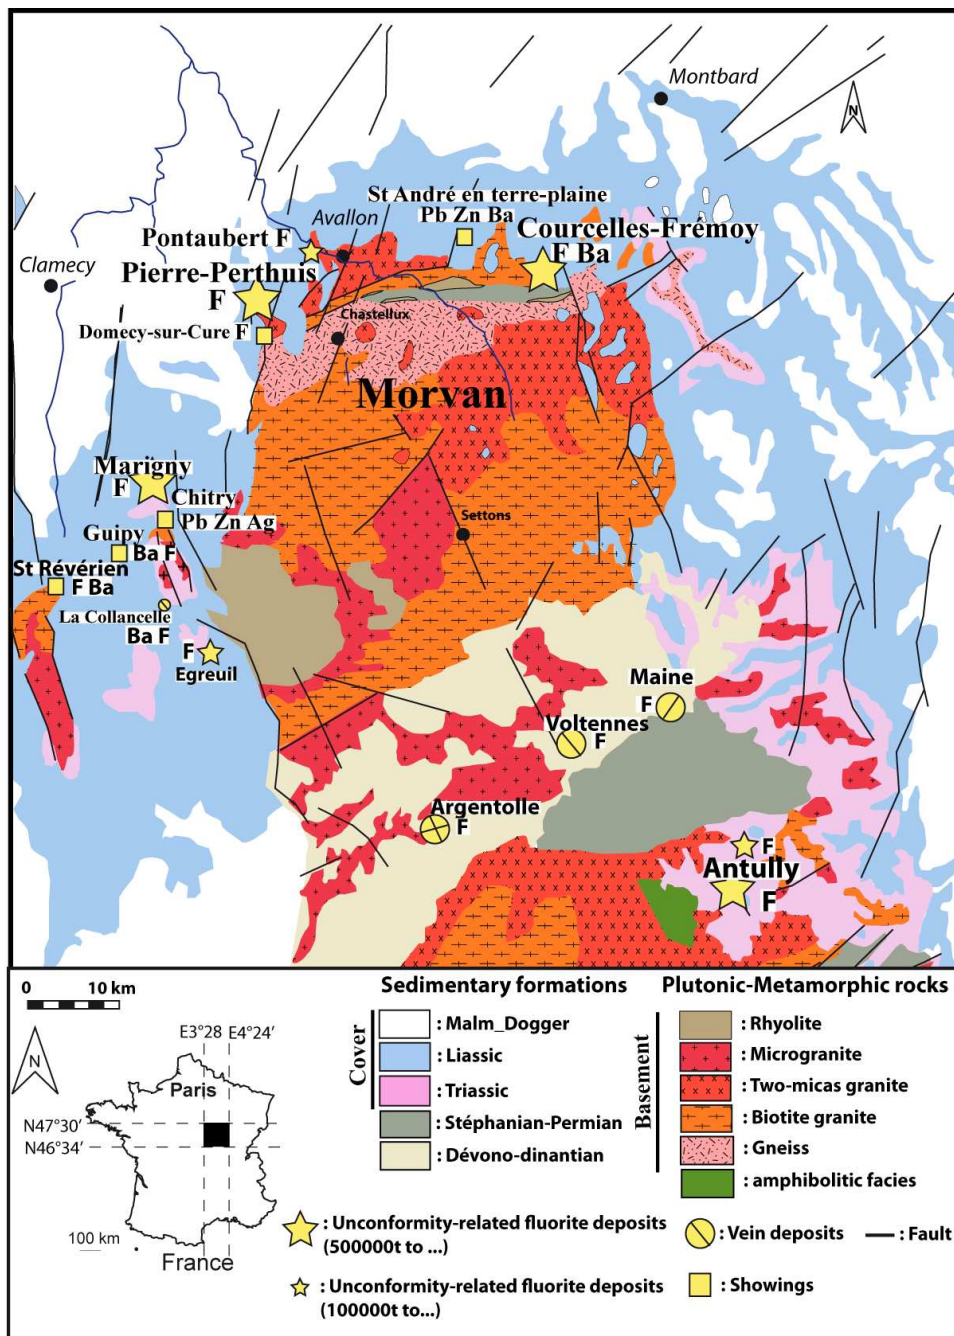 Montbard
N
St André en terre-plaine
Pb Zn Ba
Avallon
Courcelles-Frémoy
F Ba
Pontaubert F
Clamecy
Pierre-Perthuis
F
Domecy-sur-Cure F
Chastellux
Morvan
Marigny
F
Chitry
Pb Zn Ag
Settons
Guipy
Ba F
St Révérien
F Ba
La Collancelle
Ba F
F
Egreuil
Maine
F
Voltennes
F
Argentolle
F
F
Antully
F
0 10 km
N
E3°28 E4°24'
Paris
N47°30'
N46°34'
100 km
France
Sedimentary formations
Cover
: Malm_Dogger
: Liassic
: Triassic
: Stéphanian-Permian
: Dévono-dinantian
Plutonic-Metamorphic rocks
Basement
: Rhyolite
: Microgranite
: Two-micas granite
: Biotite granite
: Gneiss
: amphibolitic facies
: Unconformity-related fluorite deposits
(500000t to ...)
: Vein deposits
: Fault
: Unconformity-related fluorite deposits
(100000t to...)
: Showings